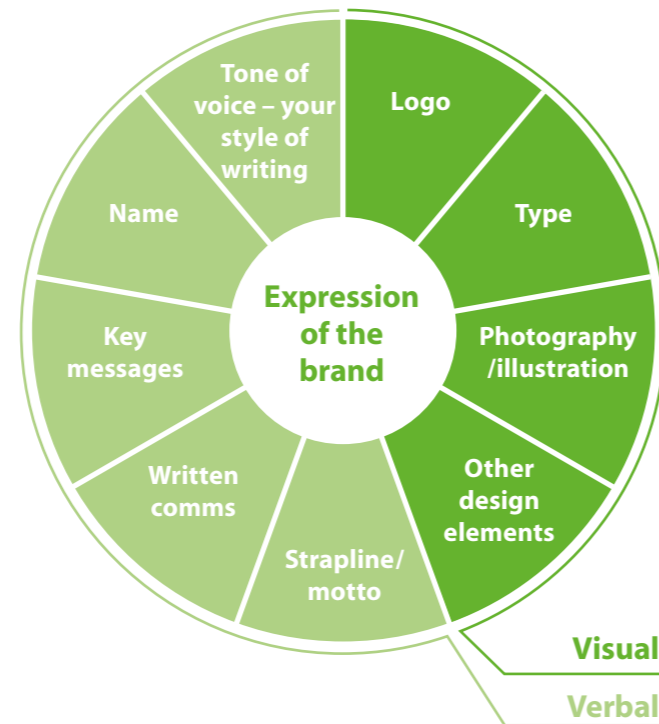 Tone of
voice – your
style of
writing
Logo
Name
Type
Expression
of the
brand
Key
messages
Photography
/illustration
Written
comms
Other
design
elements
Strapline/
motto
Visual
Verbal